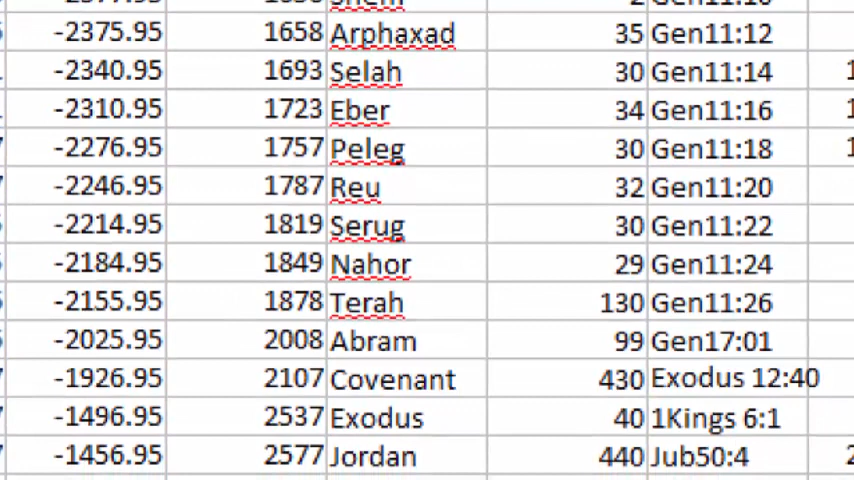 -2375.95 1658 Arphaxad 35 Gen11:12
-2340.95 1693 Selah 30 Gen11:14
-2310.95 1723 Eber 34 Gen11:16
-2276.95 1757 Peleg 30 Gen11:18
-2246.95 1787 Reu 32 Gen11:20
-2214.95 1819 Serug 30 Gen11:22
-2184.95 1849 Nahor 29 Gen11:24
-2155.95 1878 Terah 130 Gen11:26
-2025.95 2008 Abram 99 Gen17:01
-1926.95 2107 Covenant 430 Exodus 12:40
-1496.95 2537 Exodus 40 1Kings 6:1
-1456.95 2577 Jordan 440 Jub50:4